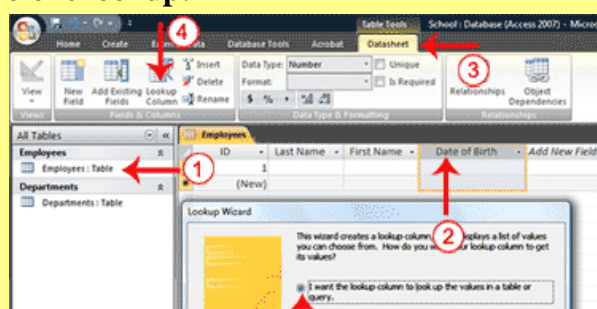 Table Tools School : Database (Access 2007) - Micros
Home Create Data Database Tools Acrobat Datasheet
4
3
View
New Field
Add Existing Fields
Lookup Column
Insert
Delete
Rename
Data Type: Number
Format:
$ % ,
Unique
Is Required
Relationships
Object Dependencies
Views Fields & Columns Data Type & Formatting Relationships
All Tables
Employees
Employees : Table
Departments
Departments : Table
1
Employees
ID Last Name First Name Date of Birth Add New Field
1
(New)
2
Lookup Wizard
This wizard creates a lookup column, displays a list of values
you can choose from. How do you lookup column to get
its values?
I want the lookup column to look up the values in a table or
query.